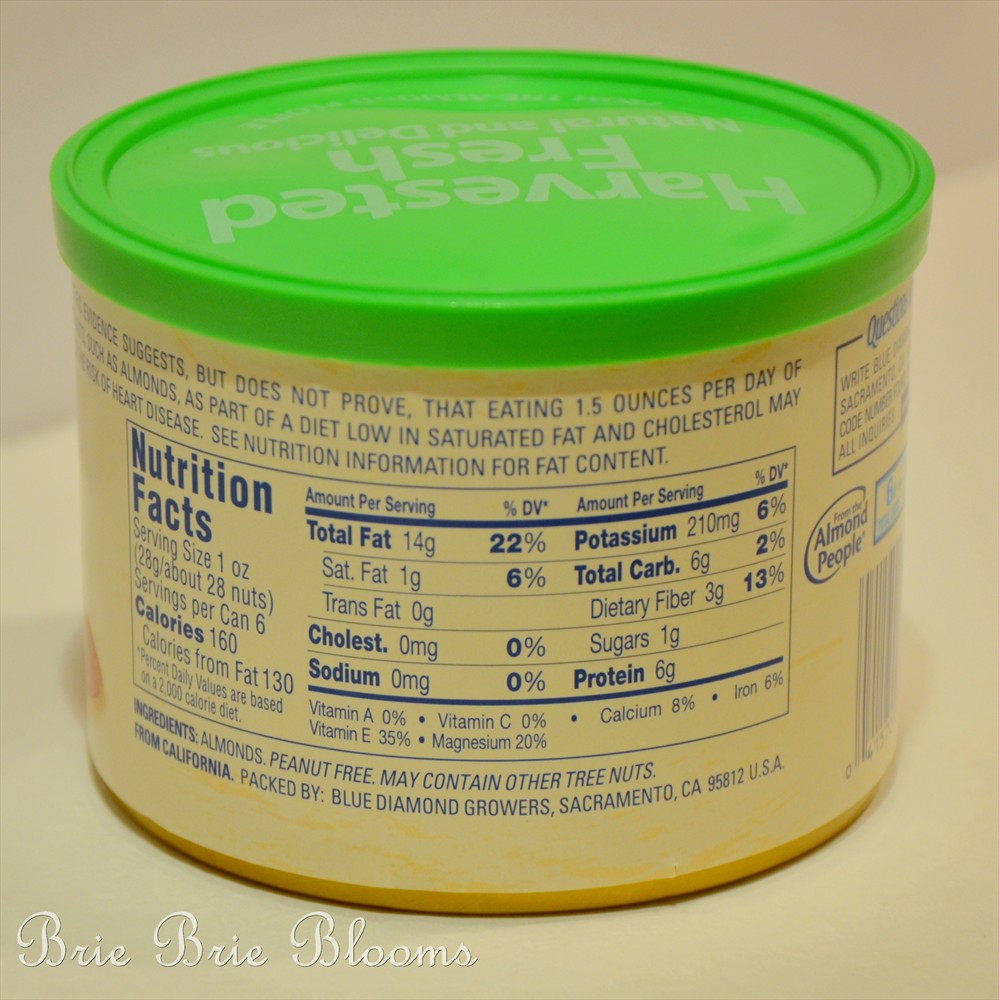 Harvested
Fresh
Natural and Delicious
EVIDENCE SUGGESTS, BUT DOES NOT PROVE, THAT EATING 1.5 OUNCES PER DAY OF
SUCH AS ALMONDS, AS PART OF A DIET LOW IN SATURATED FAT AND CHOLESTEROL MAY
RISK OF HEART DISEASE. SEE NUTRITION INFORMATION FOR FAT CONTENT.
Nutrition
Facts
Serving Size 1 oz
(28g/about 28 nuts)
Servings per Can 6
Calories 160
Calories from Fat 130
*Percent Daily Values are based
on a 2,000 calorie diet.
Amount Per Serving % DV*
Total Fat 14g 22%
Sat. Fat 1g 6%
Trans Fat 0g
Cholest. 0mg 0%
Sodium 0mg 0%
Amount Per Serving % DV*
Potassium 210mg 6%
Total Carb. 6g 2%
Dietary Fiber 3g 13%
Sugars 1g
Protein 6g
Vitamin A 0% • Vitamin C 0% • Calcium 8% • Iron 6%
Vitamin E 35% • Magnesium 20%
INGREDIENTS: ALMONDS. PEANUT FREE. MAY CONTAIN OTHER TREE NUTS.
FROM CALIFORNIA. PACKED BY: BLUE DIAMOND GROWERS, SACRAMENTO, CA 95812 U.S.A.
WRITE BLUE
SACRAMENTO,
CODE NUMBER
ALL INQUIRIES
From the
Almond
People®
0
Brie Brie Blooms